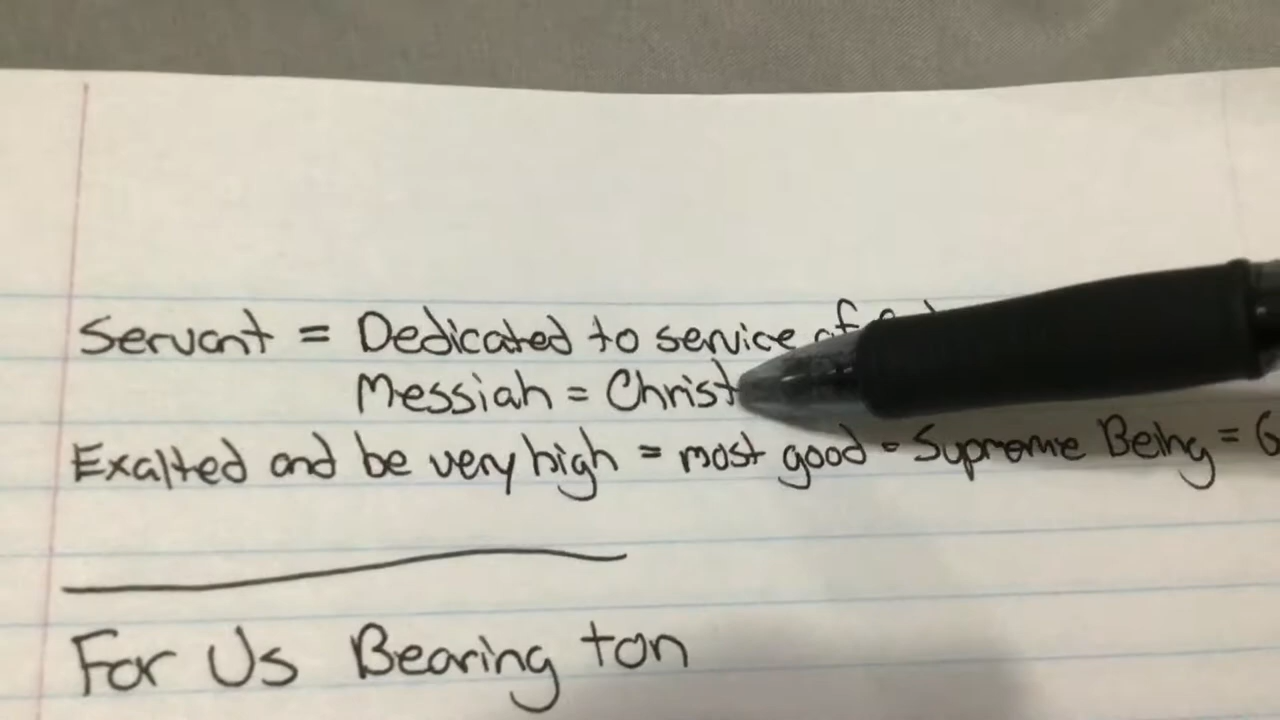 Servant = Dedicated to service of
Messiah = Christ
Exalted and be very high = most good = Supreme Being = G
For Us Bearing ton